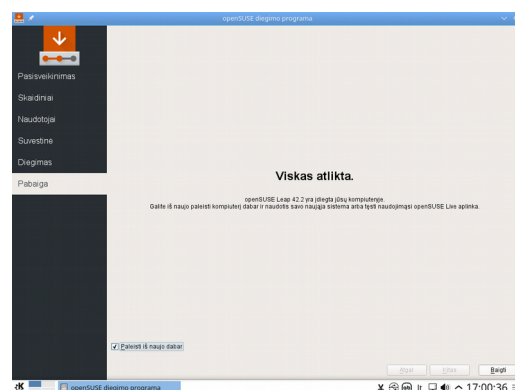 openSUSE diegimo programa
Pasisveikinimas
Skaidiniai
Naudotojai
Suvestinė
Diegimas
Pabaiga
Viskas atlikta.
openSUSE Leap 42.2 yra įdiegta jūsų kompiuteryje.
Galite iš naujo paleisti kompiuterį dabar ir naudotis savo naująja sistema arba tęsti naudojimąsi openSUSE Live aplinka.
Paleisti iš naujo dabar
Atgal Kitas Baigti
openSUSE diegimo programa lt 17:00:36